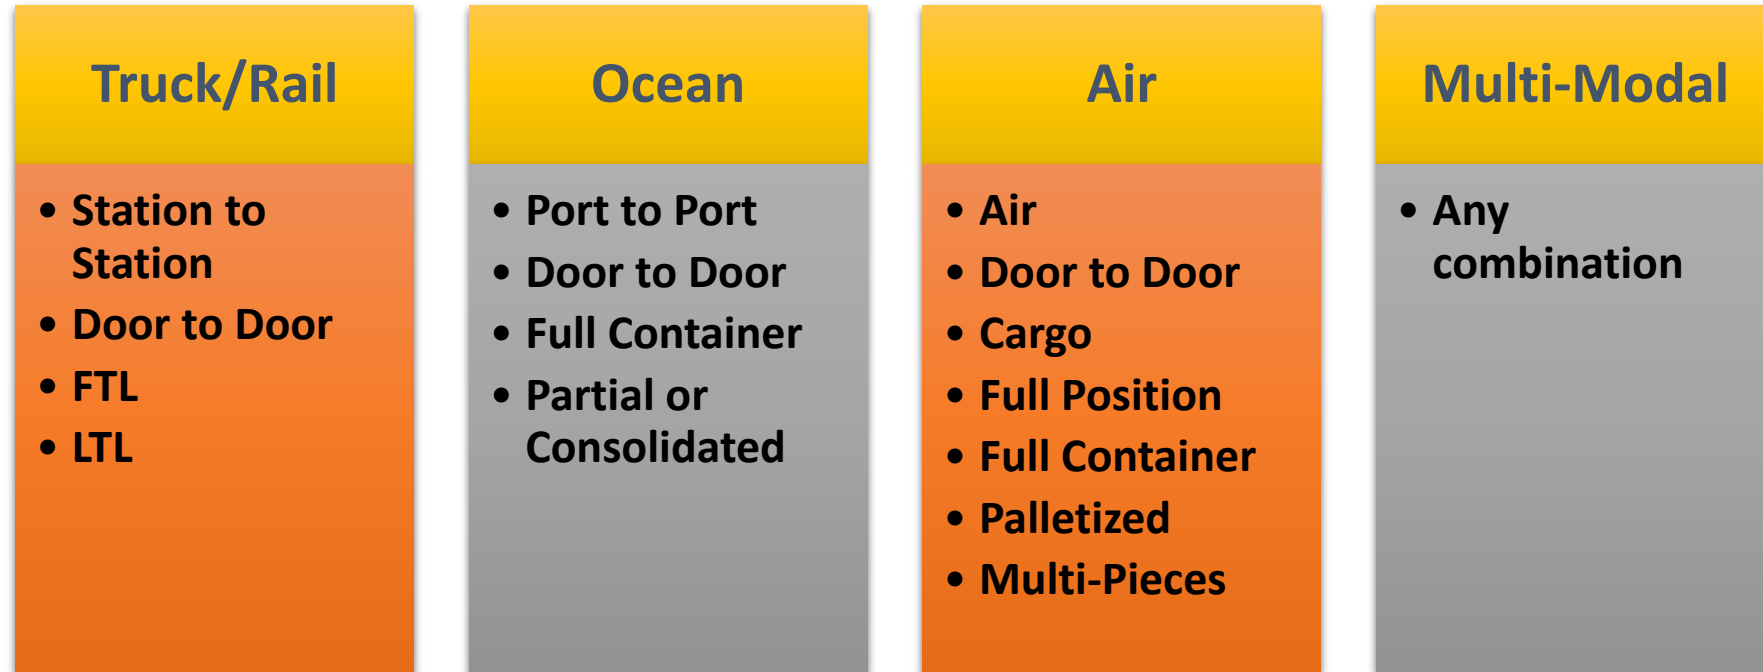 Truck/Rail
• Station to
Station
• Door to Door
• FTL
• LTL
Ocean
• Port to Port
• Door to Door
• Full Container
• Partial or
Consolidated
Air
• Air
• Door to Door
• Cargo
• Full Position
• Full Container
• Palletized
• Multi-Pieces
Multi-Modal
• Any
combination